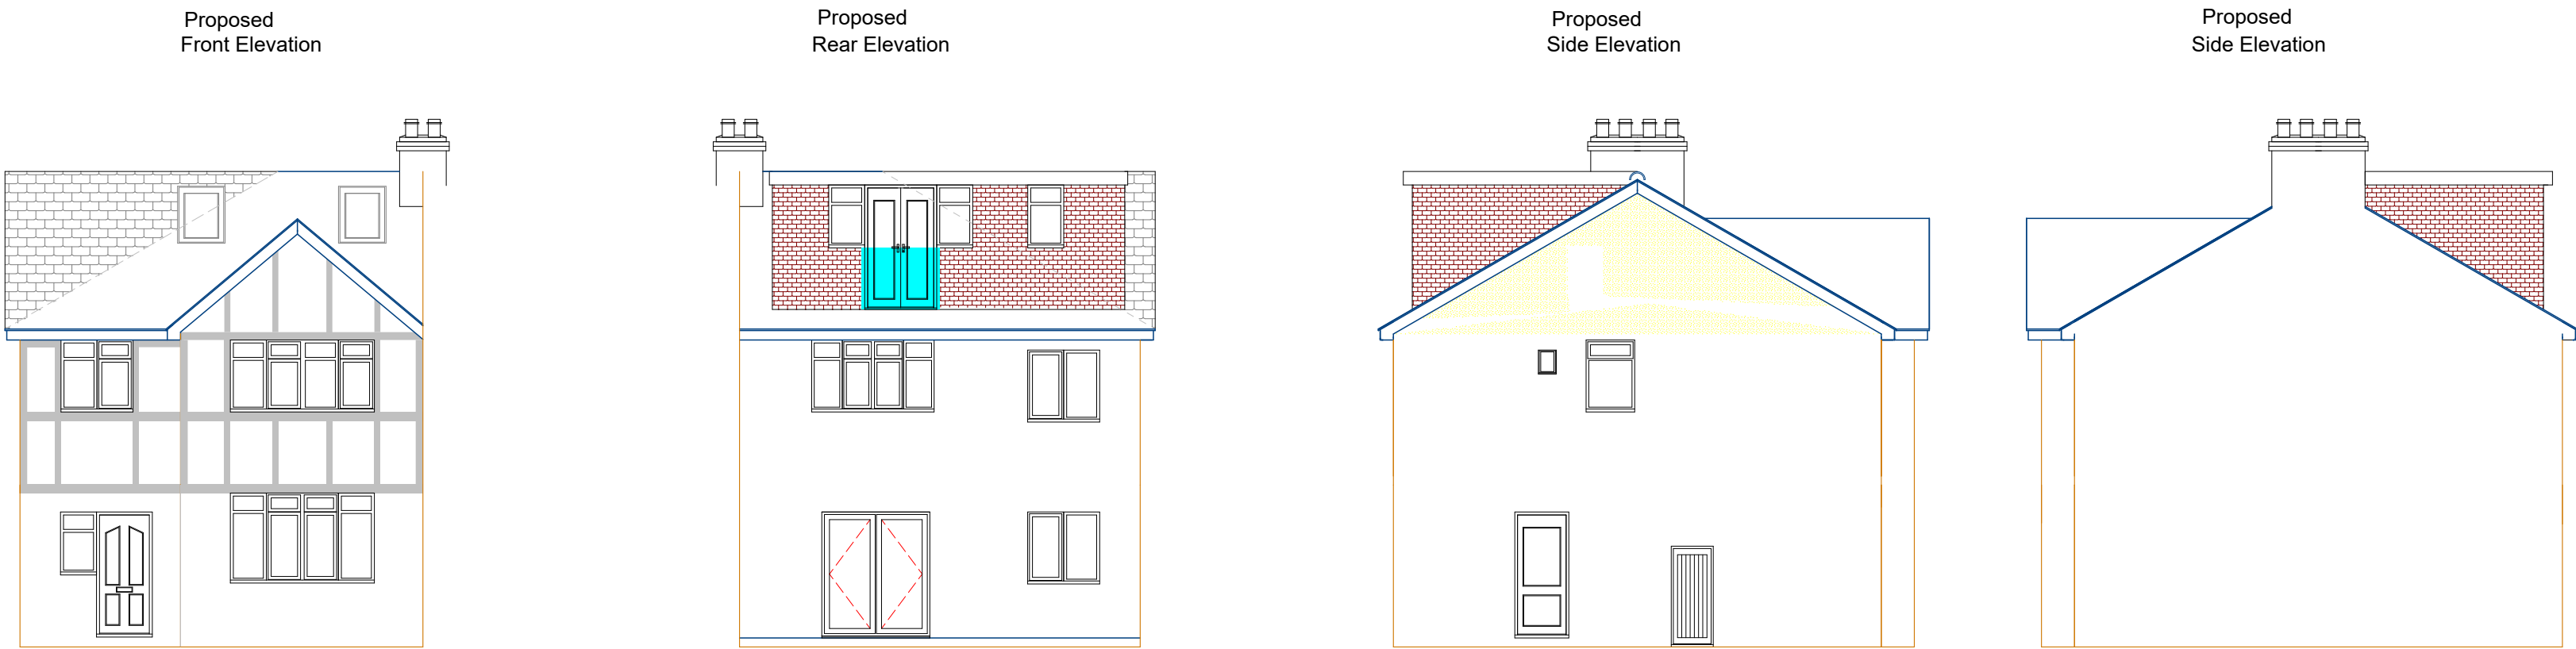 Proposed
Front Elevation
Proposed
Rear Elevation
Proposed
Side Elevation
Proposed
Side Elevation